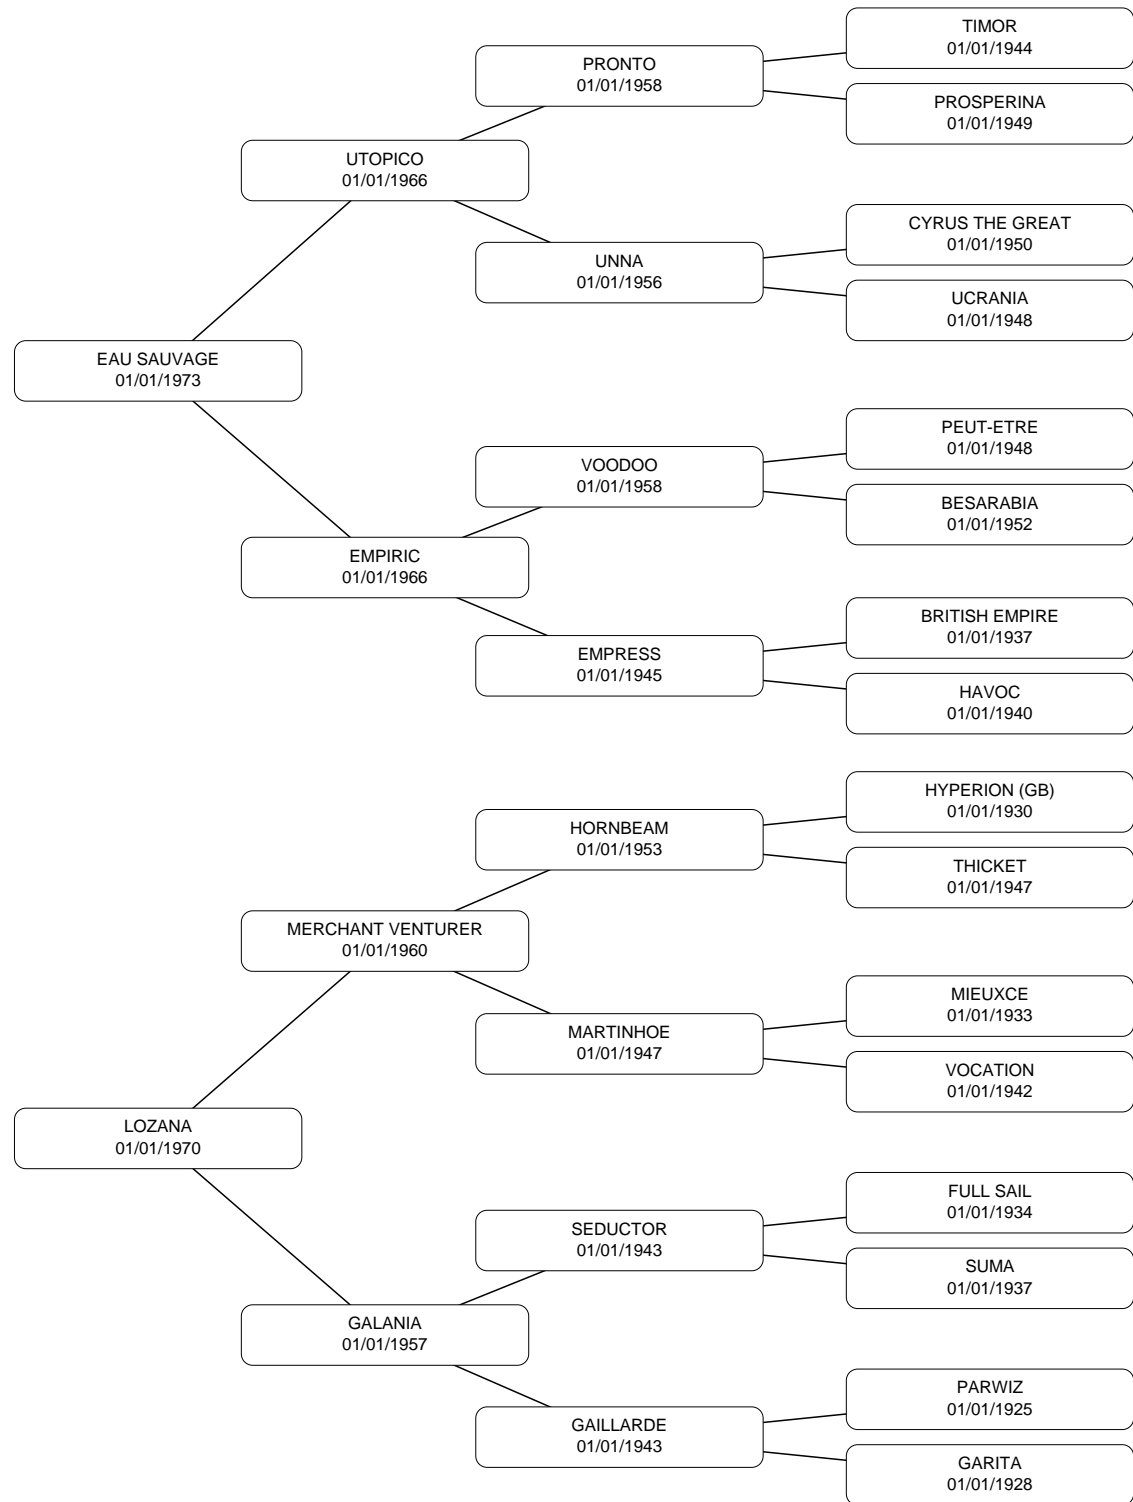 TIMOR
01/01/1944
PRONTO
01/01/1958
PROSPERINA
01/01/1949
UTOPICO
01/01/1966
CYRUS THE GREAT
01/01/1950
UNNA
01/01/1956
UCRANIA
01/01/1948
EAU SAUVAGE
01/01/1973
PEUT-ETRE
01/01/1948
VOODOO
01/01/1958
BESARABIA
01/01/1952
EMPIRIC
01/01/1966
BRITISH EMPIRE
01/01/1937
EMPRESS
01/01/1945
HAVOC
01/01/1940
HYPERION (GB)
01/01/1930
HORNBEAM
01/01/1953
THICKET
01/01/1947
MERCHANT VENTURER
01/01/1960
MIEUXCE
01/01/1933
MARTINHOE
01/01/1947
VOCATION
01/01/1942
LOZANA
01/01/1970
FULL SAIL
01/01/1934
SEDUCTOR
01/01/1943
SUMA
01/01/1937
GALANIA
01/01/1957
PARWIZ
01/01/1925
GAILLARDE
01/01/1943
GARITA
01/01/1928